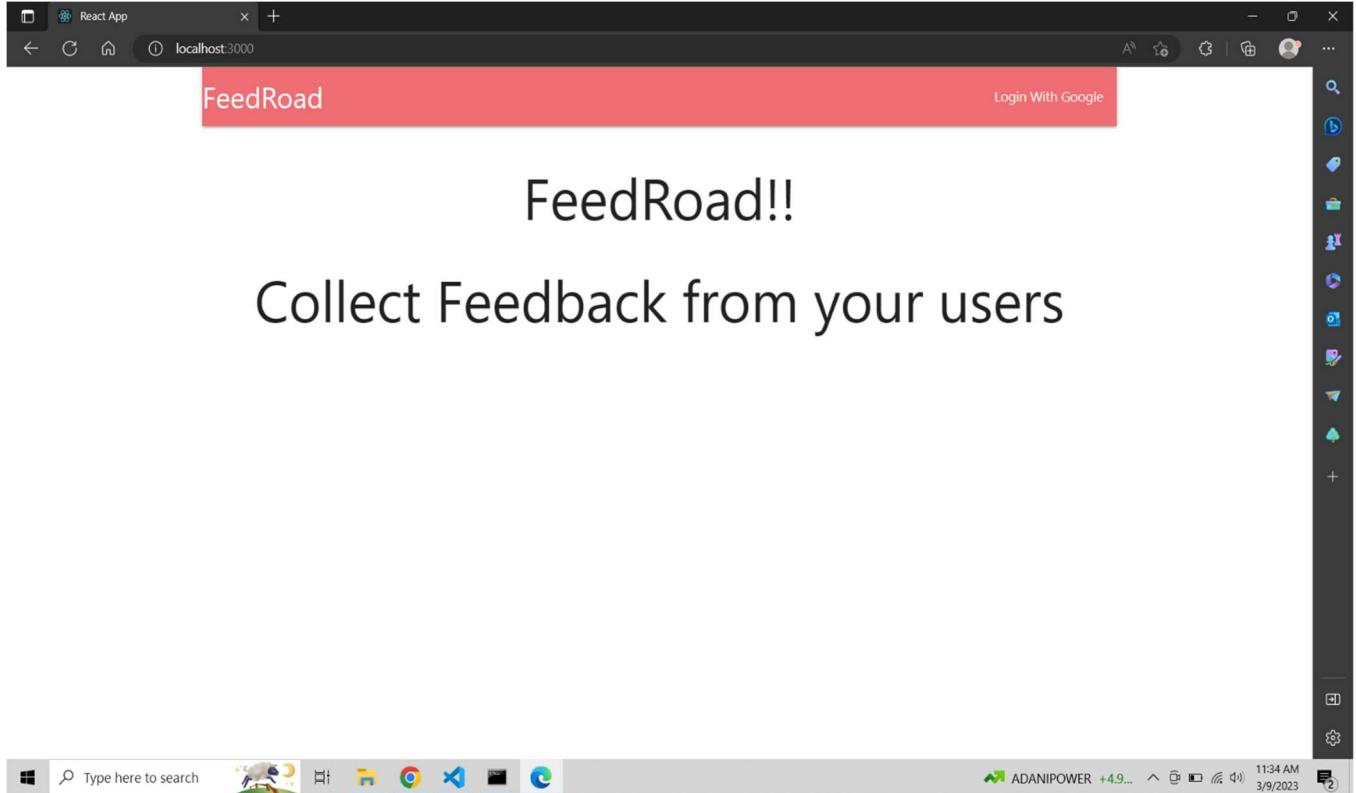 React App
localhost:3000
FeedRoad
Login With Google
FeedRoad!!
Collect Feedback from your users
Type here to search
ADANIPOWER +4.9...
11:34 AM
3/9/2023
2